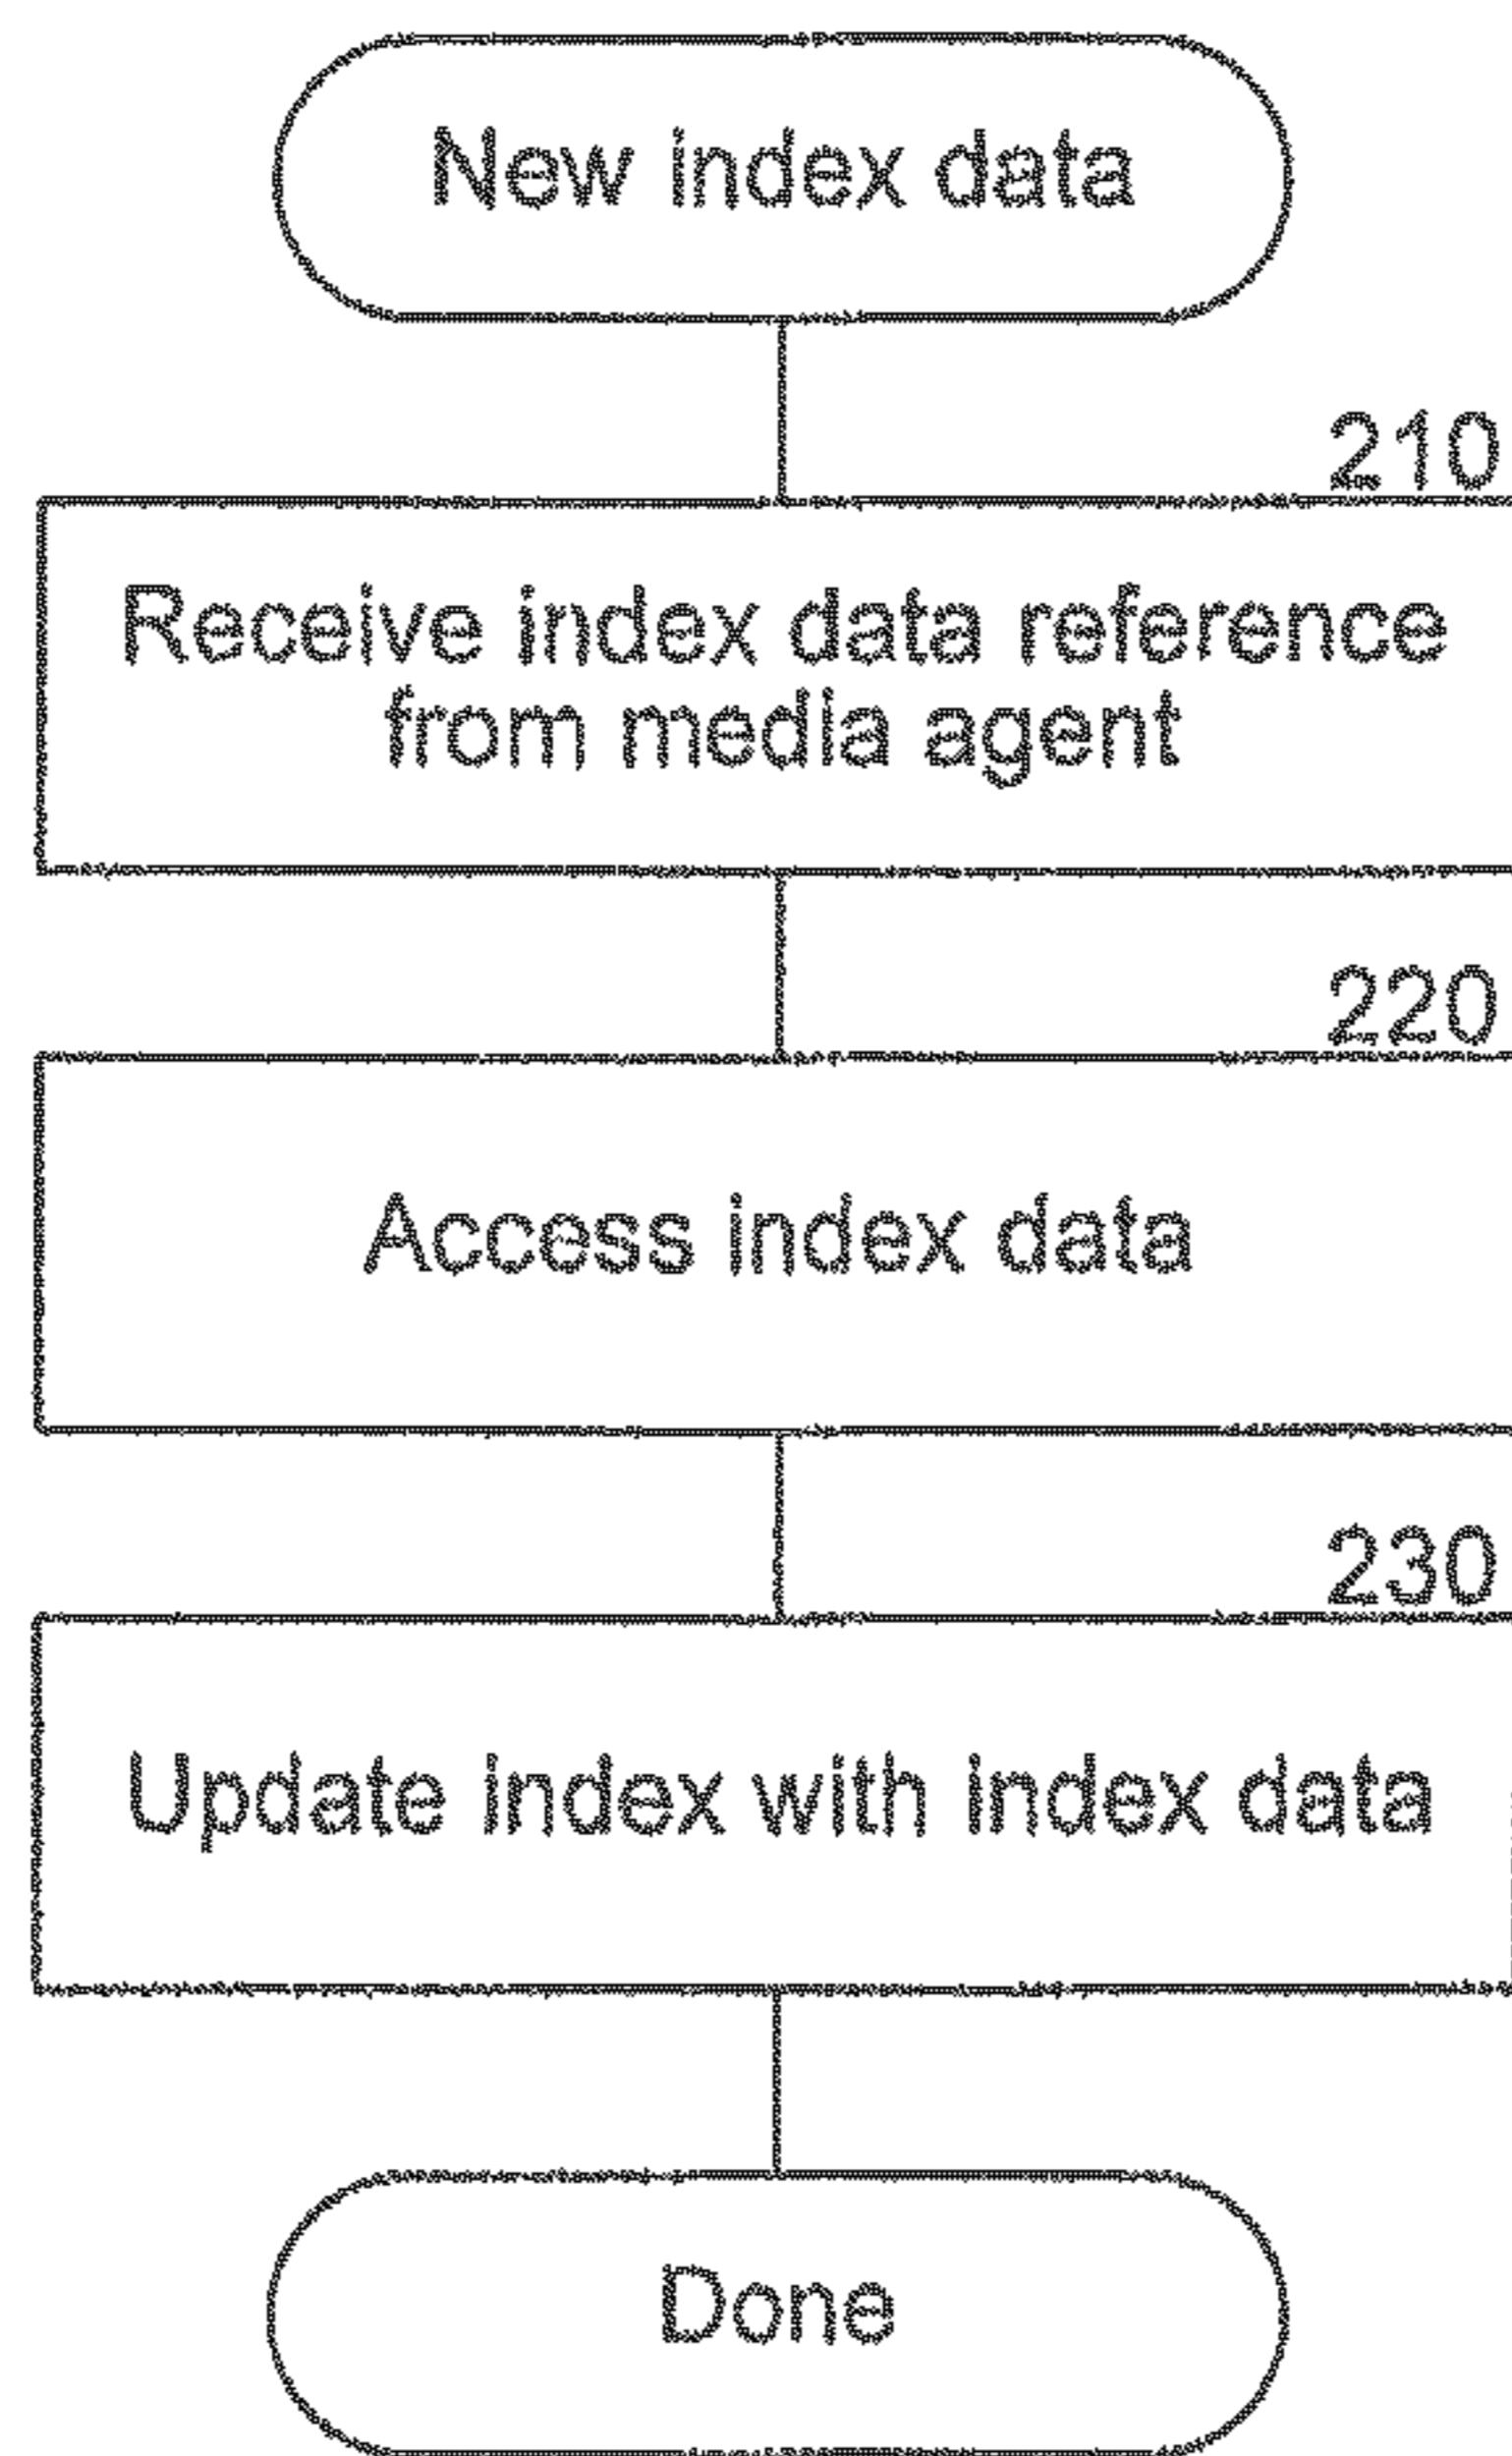 New index data
210
Receive index data reference
from media agent
220
Access index data
230
Update index with index data
Done